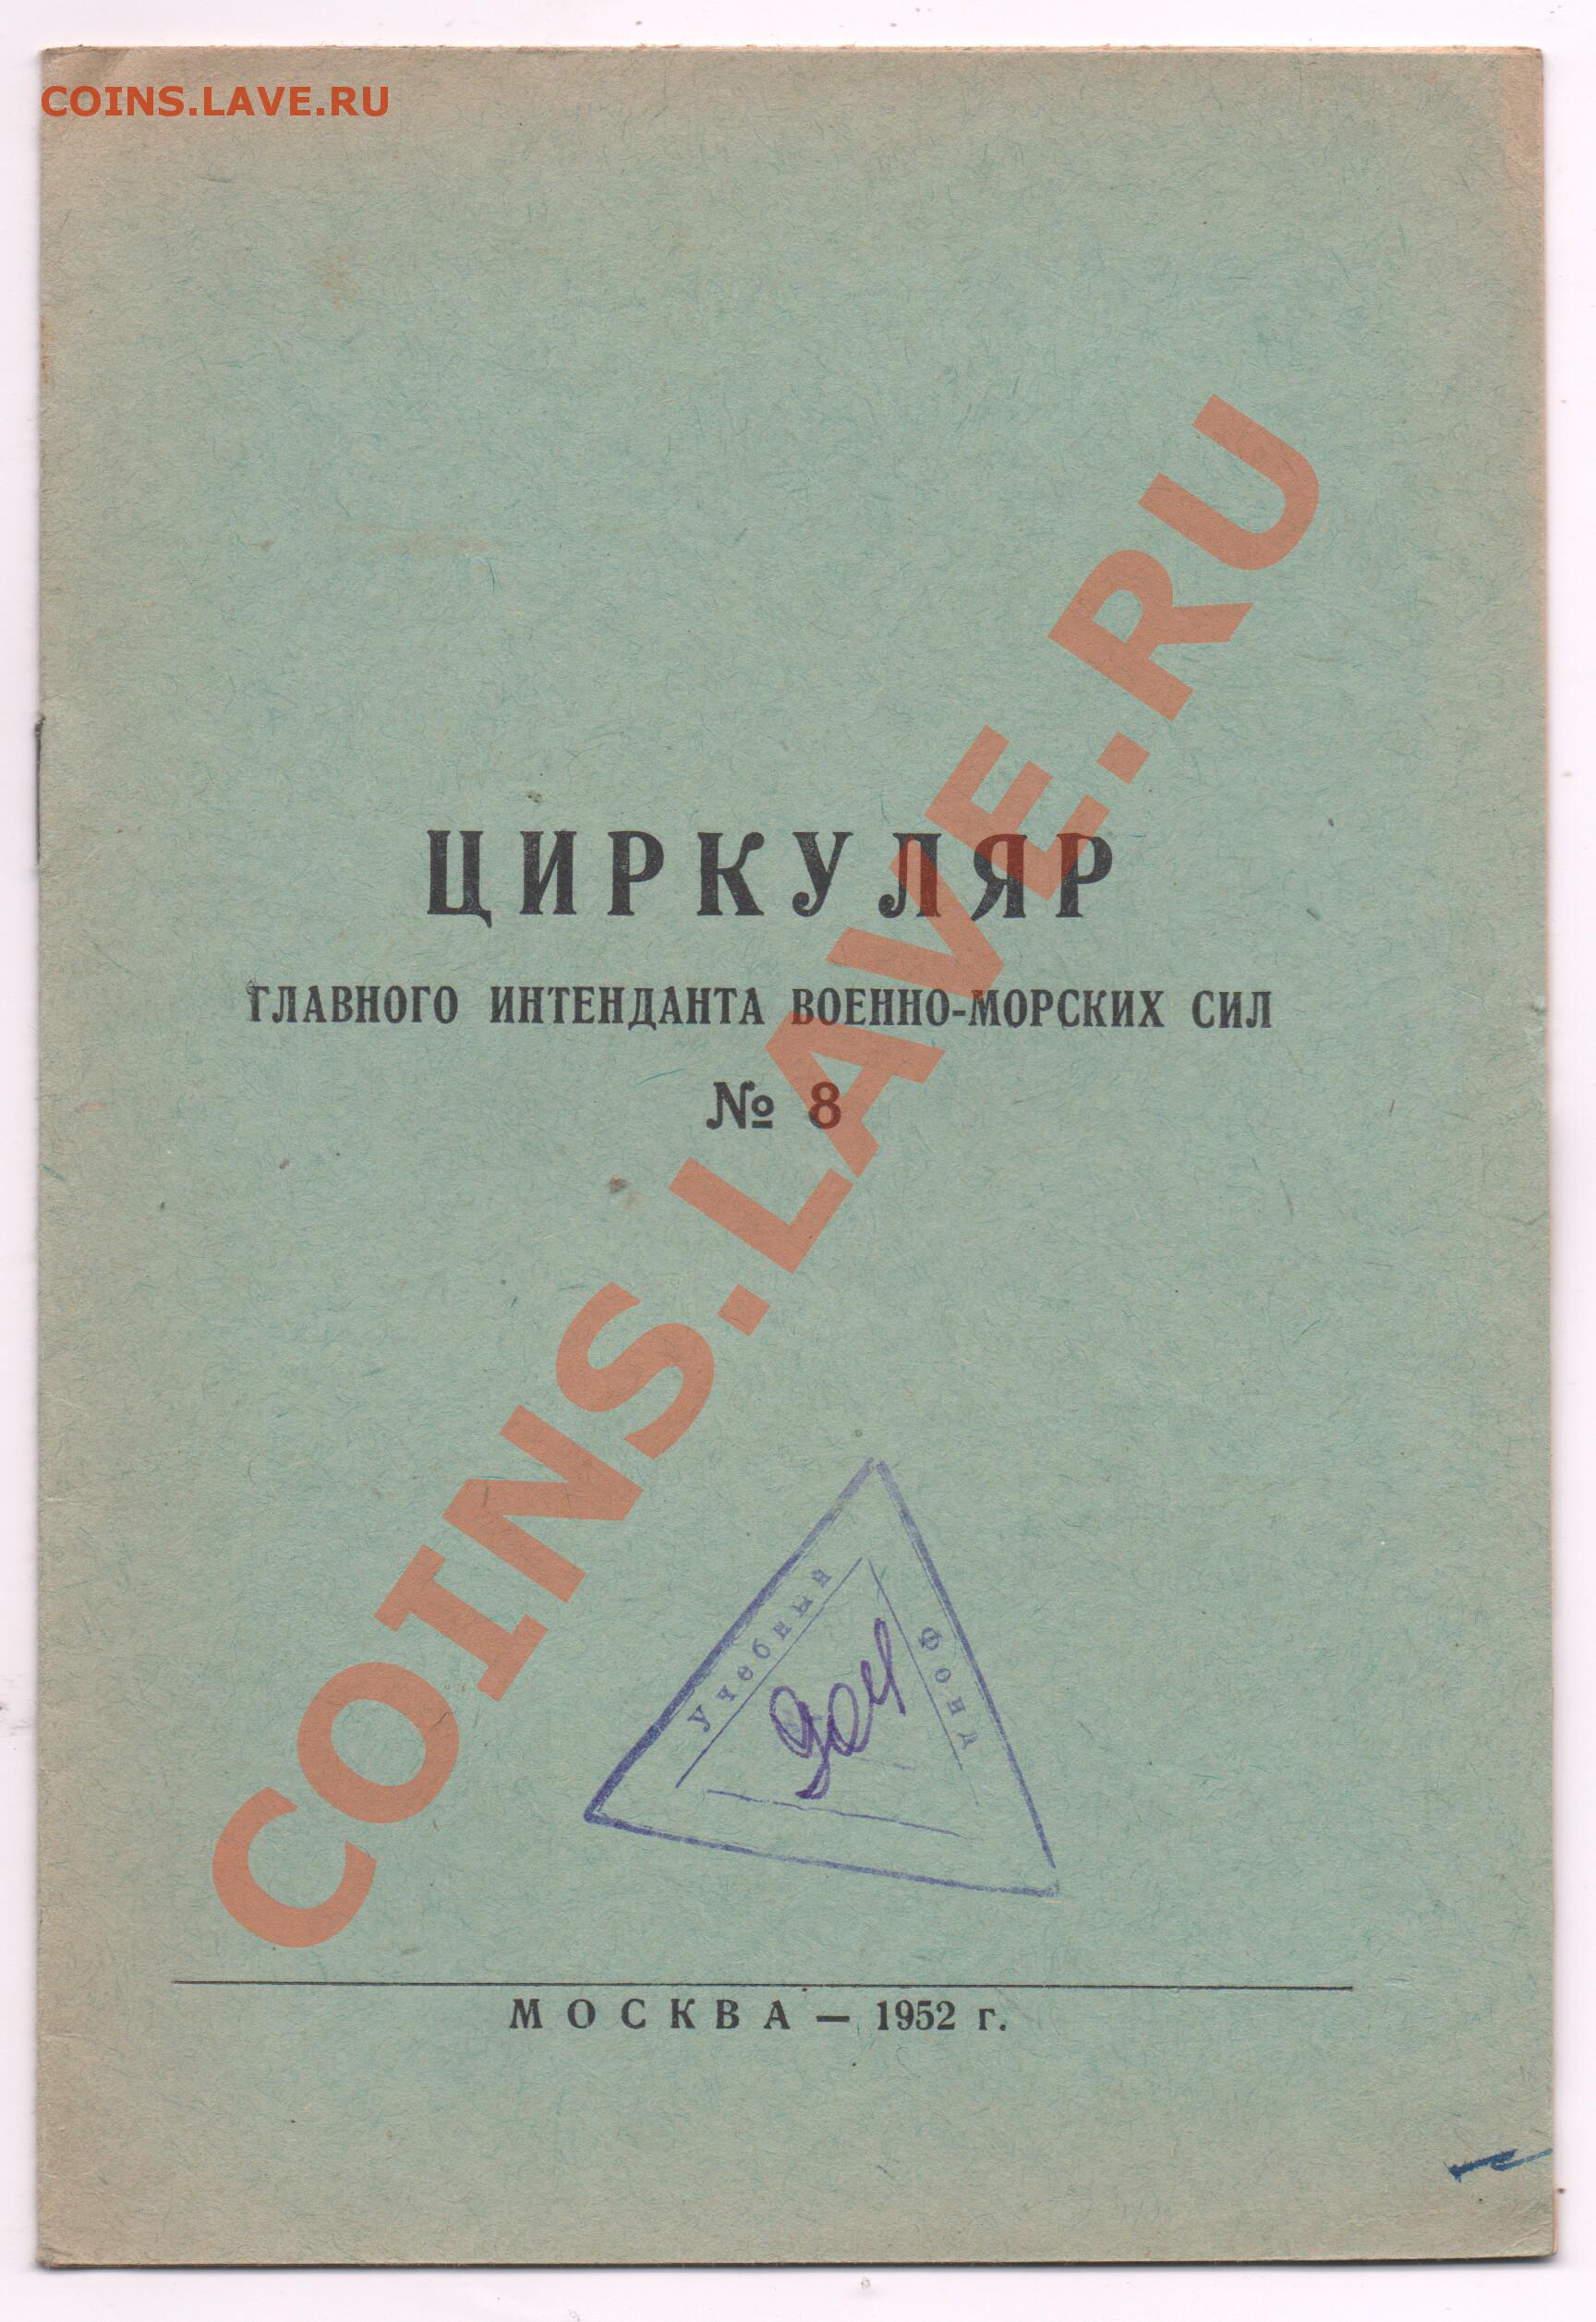 COINS.LAVE.RU
COINS.LAVE.RU
ЦИРКУЛЯР
ГЛАВНОГО ИНТЕНДАНТА ВОЕННО-МОРСКИХ СИЛ
№ 8
Учебный
Фонд
МОСКВА — 1952 г.